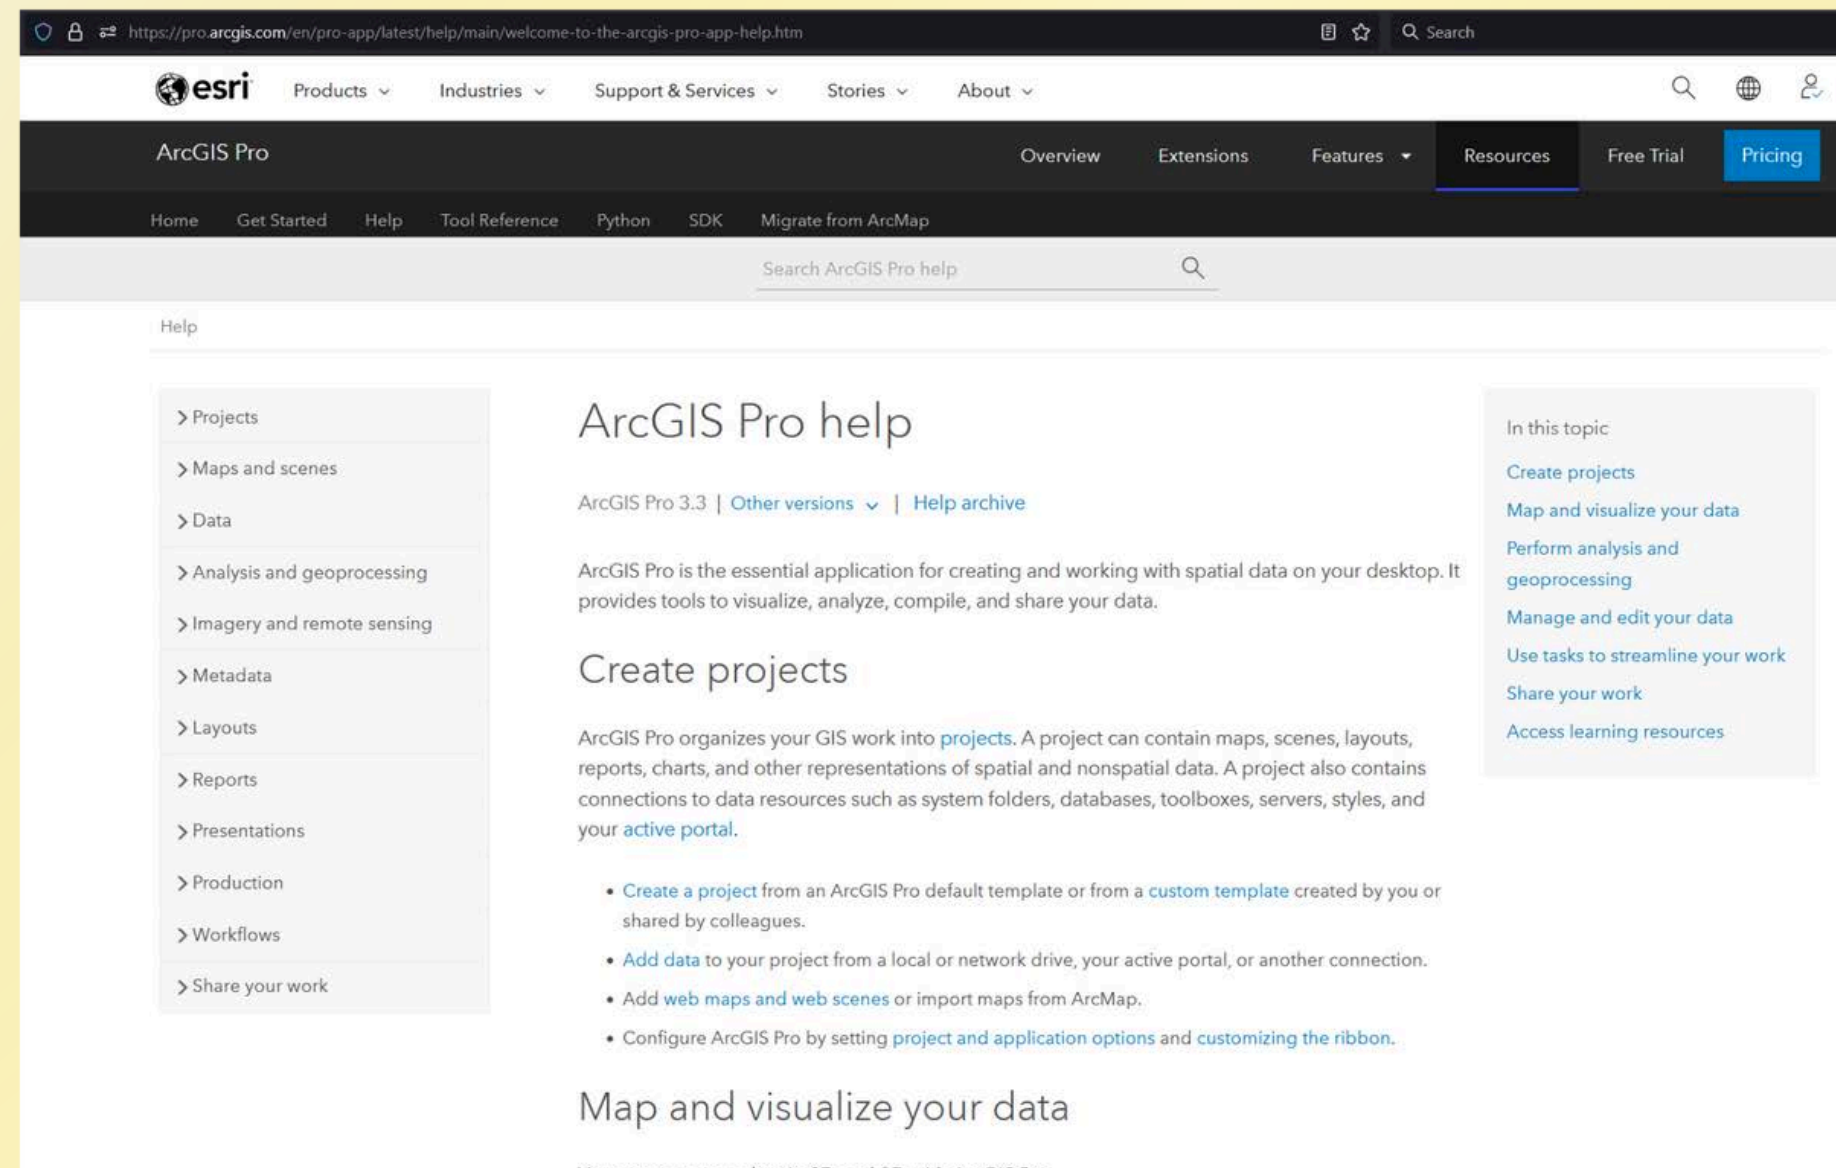 https://pro.arcgis.com/en/pro-app/latest/help/main/welcome-to-the-arcgis-pro-app-help.htm
Search
esri
Products
Industries
Support & Services
Stories
About
ArcGIS Pro
Overview
Extensions
Features
Resources
Free Trial
Pricing
Home
Get Started
Help
Tool Reference
Python
SDK
Migrate from ArcMap
Search ArcGIS Pro help
Help
Projects
Maps and scenes
Data
Analysis and geoprocessing
Imagery and remote sensing
Metadata
Layouts
Reports
Presentations
Production
Workflows
Share your work
ArcGIS Pro help
ArcGIS Pro 3.3 | Other versions | Help archive
ArcGIS Pro is the essential application for creating and working with spatial data on your desktop. It
provides tools to visualize, analyze, compile, and share your data.
Create projects
ArcGIS Pro organizes your GIS work into projects. A project can contain maps, scenes, layouts,
reports, charts, and other representations of spatial and nonspatial data. A project also contains
connections to data resources such as system folders, databases, toolboxes, servers, styles, and
your active portal.
• Create a project from an ArcGIS Pro default template or from a custom template created by you or
shared by colleagues.
• Add data to your project from a local or network drive, your active portal, or another connection.
• Add web maps and web scenes or import maps from ArcMap.
• Configure ArcGIS Pro by setting project and application options and customizing the ribbon.
Map and visualize your data
In this topic
Create projects
Map and visualize your data
Perform analysis and
geoprocessing
Manage and edit your data
Use tasks to streamline your work
Share your work
Access learning resources